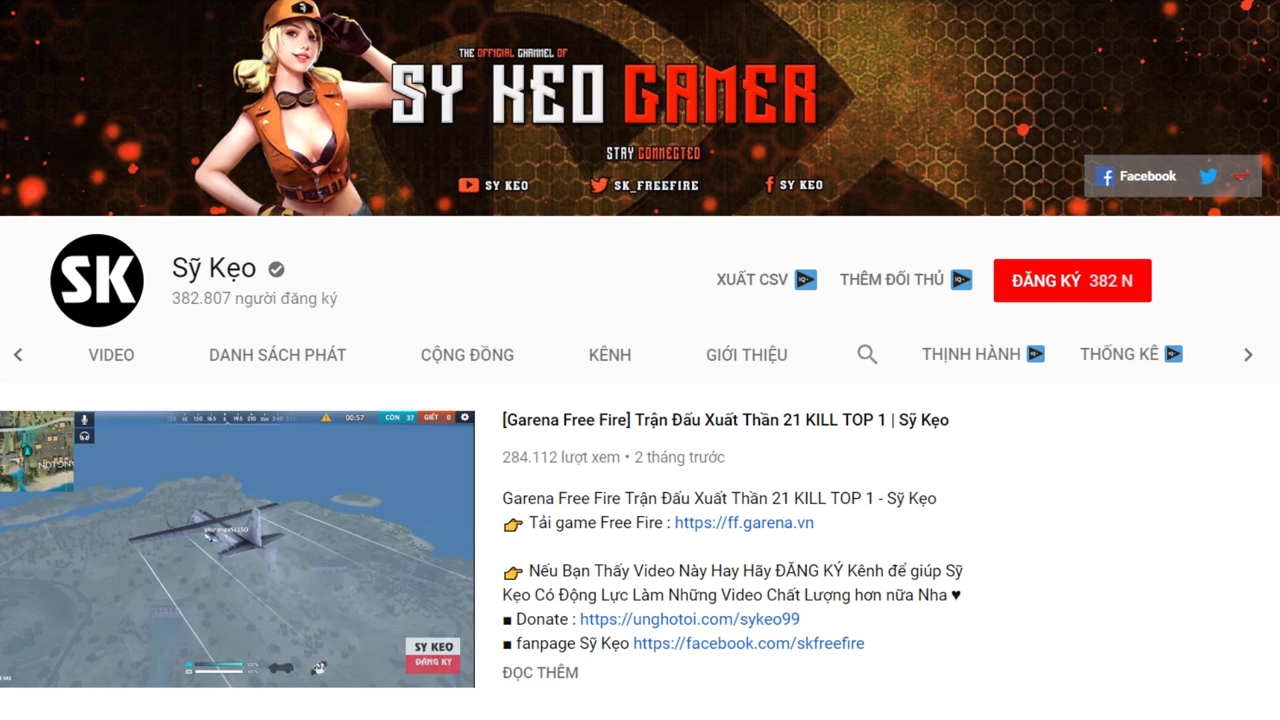 THE OFFICIAL CHANNEL OF
SY KEO GAMER
STAY CONNECTED
SY KEO
SK_FREEFIRE
SY KEO
Facebook
SK
Sỹ Kẹo
382.807 người đăng ký
XUẤT CSV
THÊM ĐỐI THỦ
ĐĂNG KÝ 382 N
VIDEO
DANH SÁCH PHÁT
CỘNG ĐỒNG
KÊNH
GIỚI THIỆU
THỊNH HÀNH
THỐNG KÊ
00:57
CÒN 37
GIẾT 0
SY KEO
ĐĂNG KÝ
[Garena Free Fire] Trận Đấu Xuất Thần 21 KILL TOP 1 | Sỹ Kẹo
284.112 lượt xem • 2 tháng trước
Garena Free Fire Trận Đấu Xuất Thần 21 KILL TOP 1 - Sỹ Kẹo
👉 Tải game Free Fire : https://ff.garena.vn
👉 Nếu Bạn Thấy Video Này Hay Hãy ĐĂNG KÝ Kênh để giúp Sỹ
Kẹo Có Động Lực Làm Những Video Chất Lượng hơn nữa Nha ♥
■ Donate : https://unghotoi.com/sykeo99
■ fanpage Sỹ Kẹo https://facebook.com/skfreefire
ĐỌC THÊM